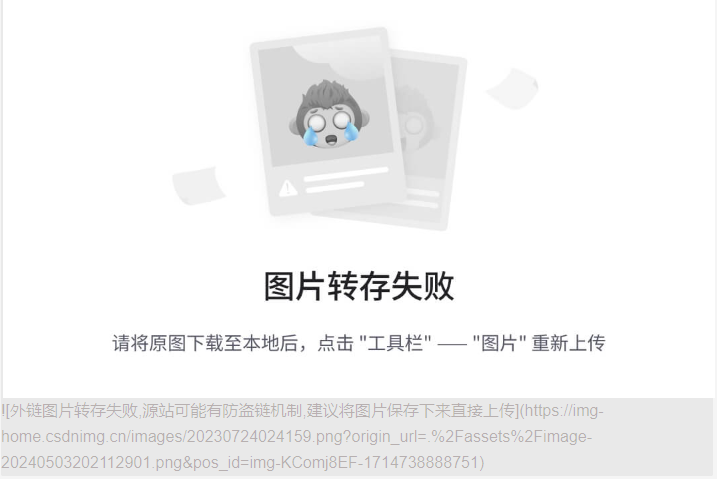 图片转存失败
请将原图下载至本地后，点击 "工具栏" —— "图片" 重新上传
![外链图片转存失败,源站可能有防盗链机制,建议将图片保存下来直接上传](https://img-
home.csdnimg.cn/images/20230724024159.png?origin_url=.%2Fassets%2Fimage-
20240503202112901.png&pos_id=img-KComj8EF-1714738888751)